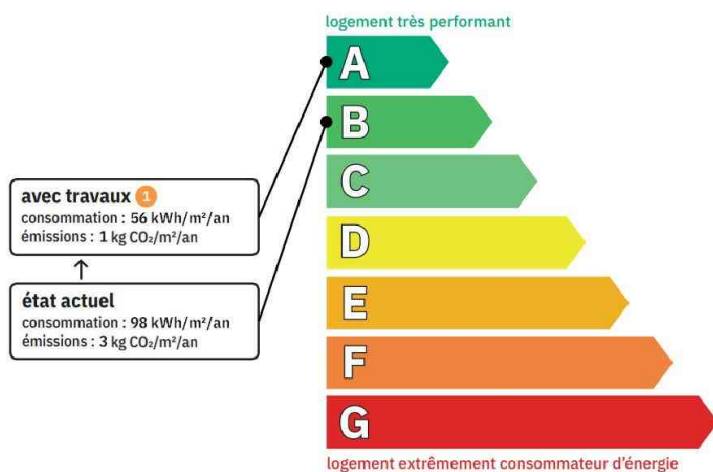 logement très performant
A
B
C
avec travaux 1
consommation : 56 kWh/m²/an
émissions : 1 kg CO₂/m²/an
D
état actuel
consommation : 98 kWh/m²/an
émissions : 3 kg CO₂/m²/an
E
F
G
logement extrêmement consommateur d'énergie